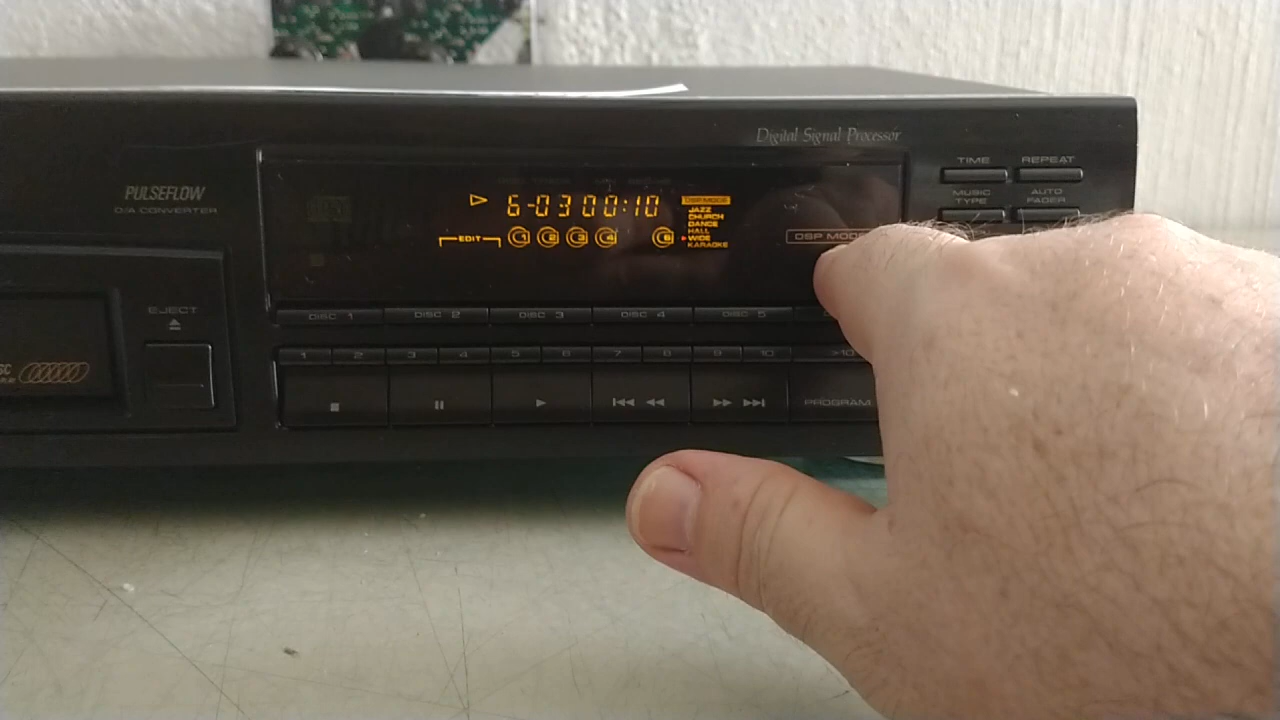 Digital Signal Processor
TIME
REPEAT
PULSEFLOW
D/A CONVERTER
MUSIC TYPE
AUTO FADER
6-03 00:10
DSP MODE
JAZZ
CHURCH
DANCE
HALL
WIDE
KARAOKE
EDIT
1 2 3 4 6
DSP MODE
EJECT
DISC 1
DISC 2
DISC 3
DISC 4
DISC 5
1 2 3 4 5 6 7 8 9 10 >10
PROGRAM